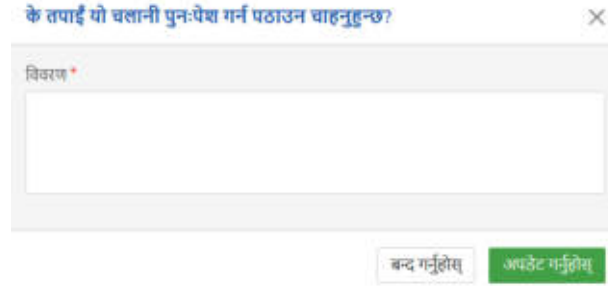 के तपाईं यो चलानी पुनःपेश गर्न पठाउन चाहनुहुन्छ?
विवरण *
बन्द गर्नुहोस्
अपडेट गर्नुहोस्